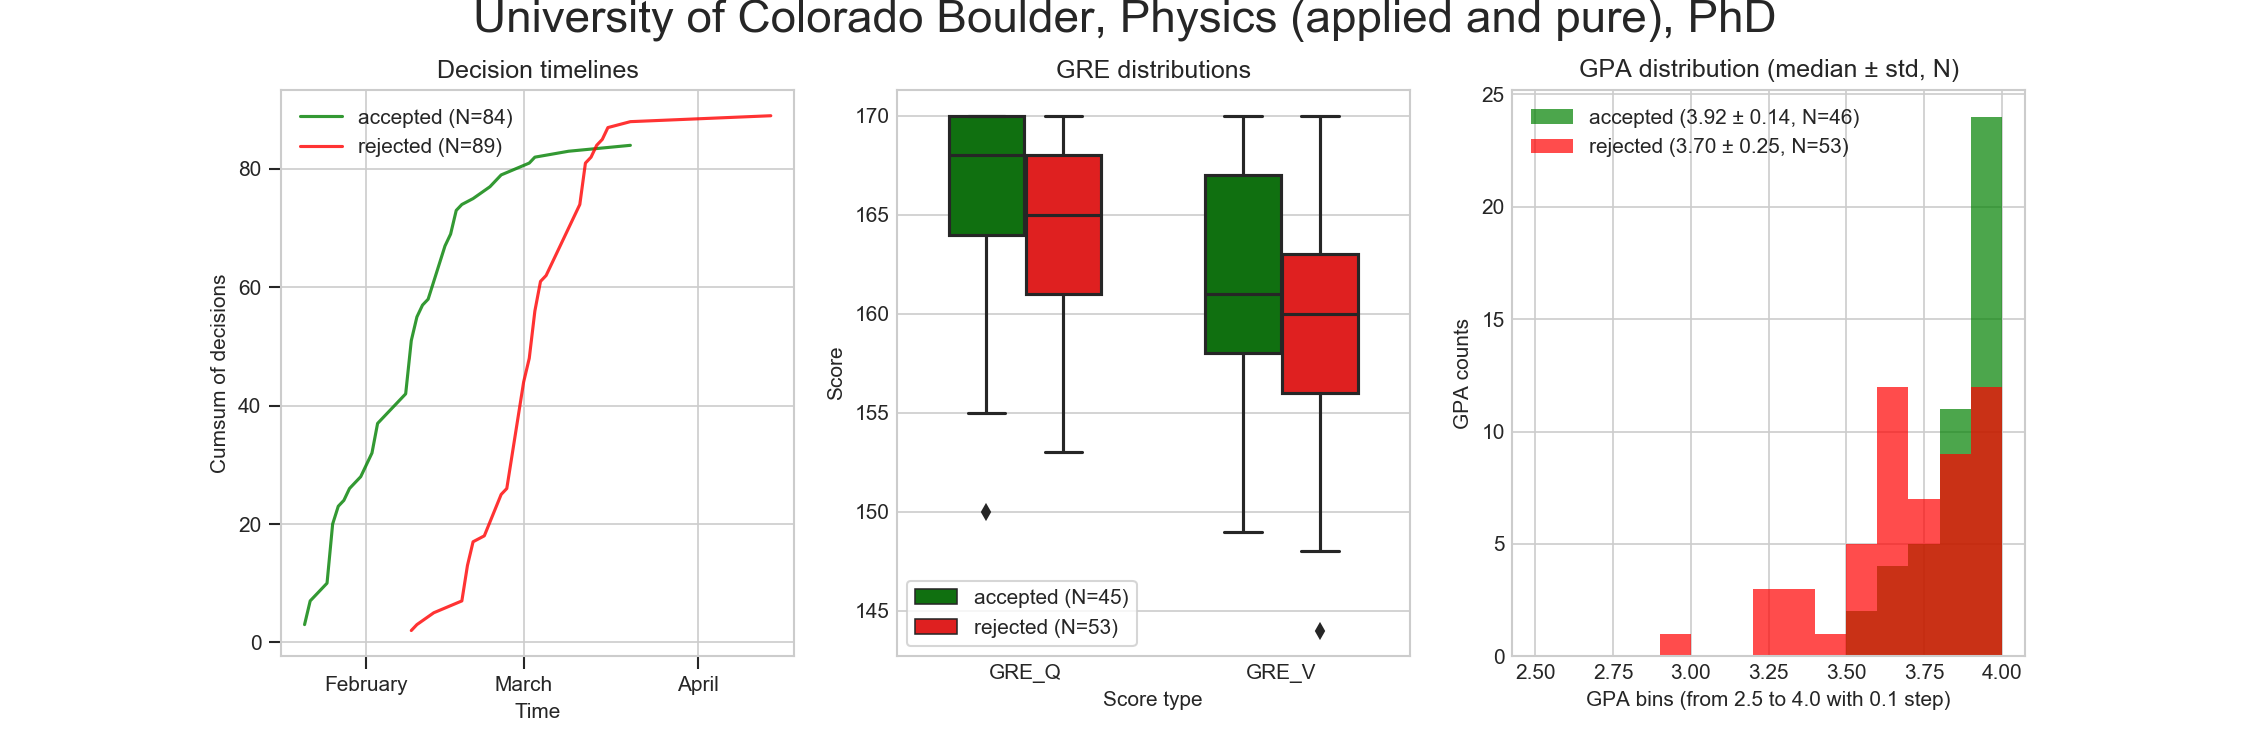 University of Colorado Boulder, Physics (applied and pure), PhD
Decision timelines
accepted (N=84)
rejected (N=89)
80
60
40
20
0
Cumsum of decisions
February March April
Time
GRE distributions
170
165
160
155
150
145
Score
accepted (N=45)
rejected (N=53)
GRE_Q GRE_V
Score type
GPA distribution (median ± std, N)
accepted (3.92 ± 0.14, N=46)
rejected (3.70 ± 0.25, N=53)
25
20
15
10
5
0
GPA counts
2.50 2.75 3.00 3.25 3.50 3.75 4.00
GPA bins (from 2.5 to 4.0 with 0.1 step)